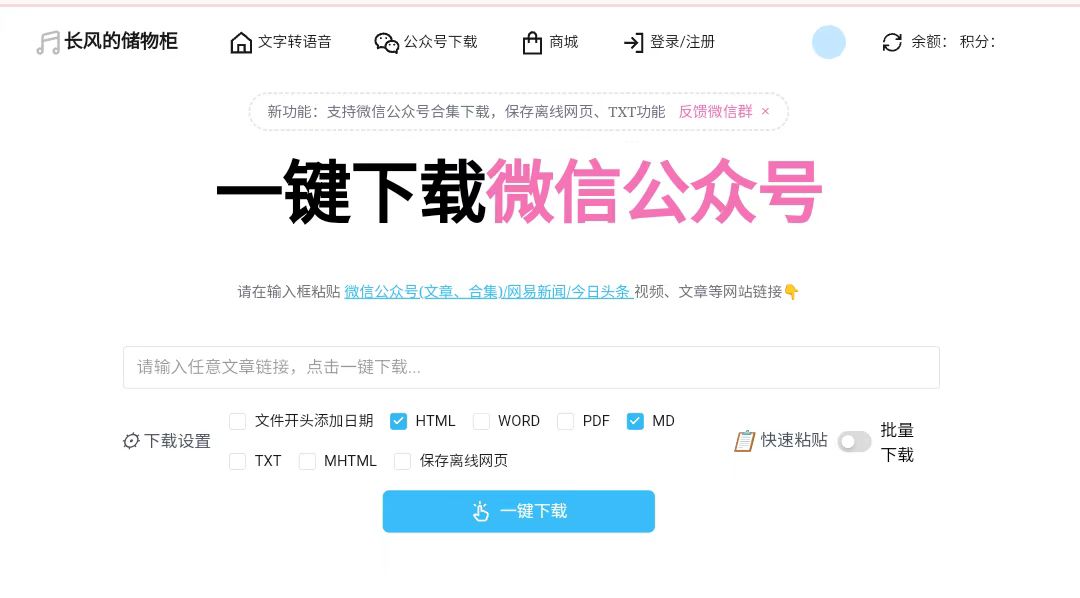 长风的储物柜 文字转语音 公众号下载 商城 登录/注册 余额： 积分：
新功能：支持微信公众号合集下载，保存离线网页、TXT功能 反馈微信群 ×
一键下载微信公众号
请在输入框粘贴 微信公众号(文章、合集)/网易新闻/今日头条 视频、文章等网站链接👇
请输入任意文章链接，点击一键下载...
下载设置
文件开头添加日期 HTML WORD PDF MD
TXT MHTML 保存离线网页
快速粘贴
批量
下载
一键下载